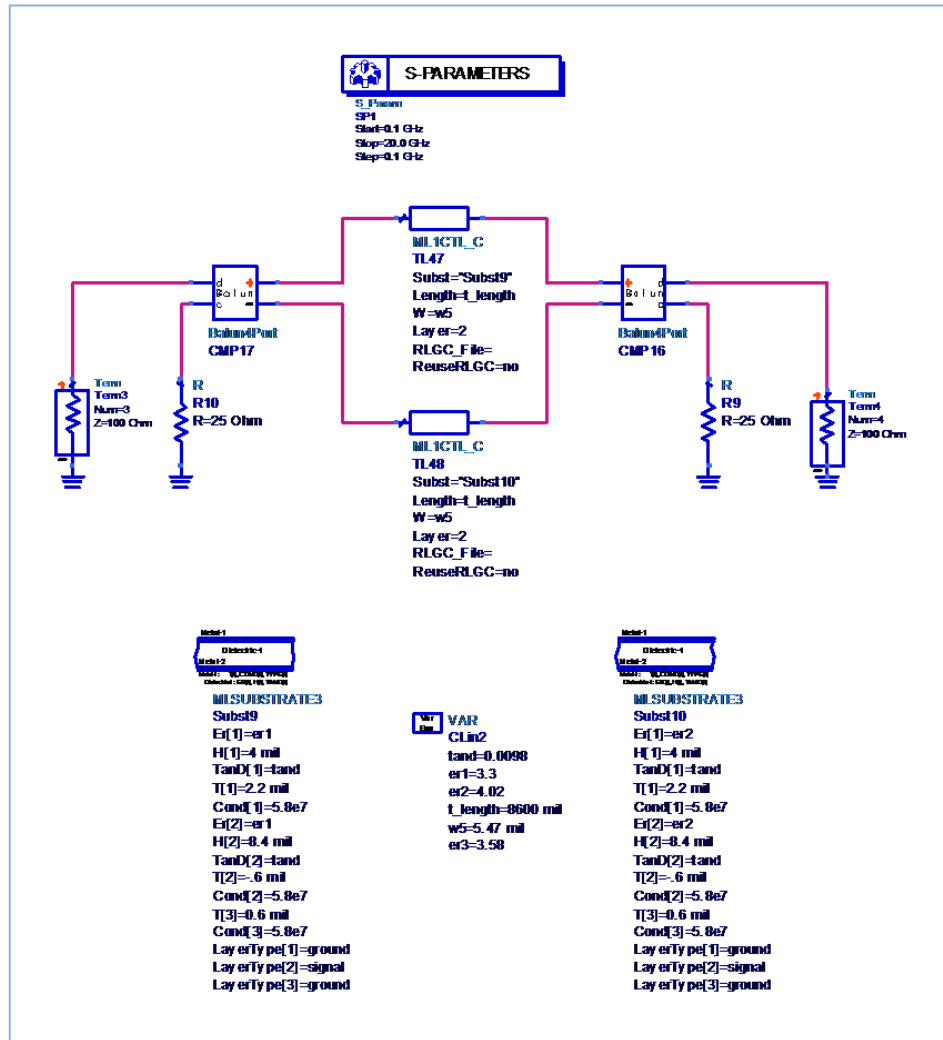 S-PARAMETERS
S_Param
SP1
Start=0.1 GHz
Stop=20.0 GHz
Step=0.1 GHz
ML1CTL_C
TL47
Subst="Subst9"
Length=t_length
W=w5
Layer=2
RLGC_File=
ReuseRLGC=no
d
c
Balun
+
-
Balun4Port
CMP17
+
-
Balun
d
Balun4Port
CMP16
Term
Term3
Num=3
Z=100 Ohm
R
R10
R=25 Ohm
R
R9
R=25 Ohm
Term
Term4
Num=4
Z=100 Ohm
ML1CTL_C
TL48
Subst="Subst10"
Length=t_length
W=w5
Layer=2
RLGC_File=
ReuseRLGC=no
Metal-1
Dielectric-1
Metal-2
MLSUBSTRATE3
Subst9
Er[1]=er1
H[1]=4 mil
TanD[1]=tand
T[1]=2.2 mil
Cond[1]=5.8e7
Er[2]=er1
H[2]=8.4 mil
TanD[2]=tand
T[2]=-.6 mil
Cond[2]=5.8e7
T[3]=0.6 mil
Cond[3]=5.8e7
LayerType[1]=ground
LayerType[2]=signal
LayerType[3]=ground
Var
Eqn
VAR
CLin2
tand=0.0098
er1=3.3
er2=4.02
t_length=8600 mil
w5=5.47 mil
er3=3.58
Metal-1
Dielectric-1
Metal-2
MLSUBSTRATE3
Subst10
Er[1]=er2
H[1]=4 mil
TanD[1]=tand
T[1]=2.2 mil
Cond[1]=5.8e7
Er[2]=er2
H[2]=8.4 mil
TanD[2]=tand
T[2]=-.6 mil
Cond[2]=5.8e7
T[3]=0.6 mil
Cond[3]=5.8e7
LayerType[1]=ground
LayerType[2]=signal
LayerType[3]=ground